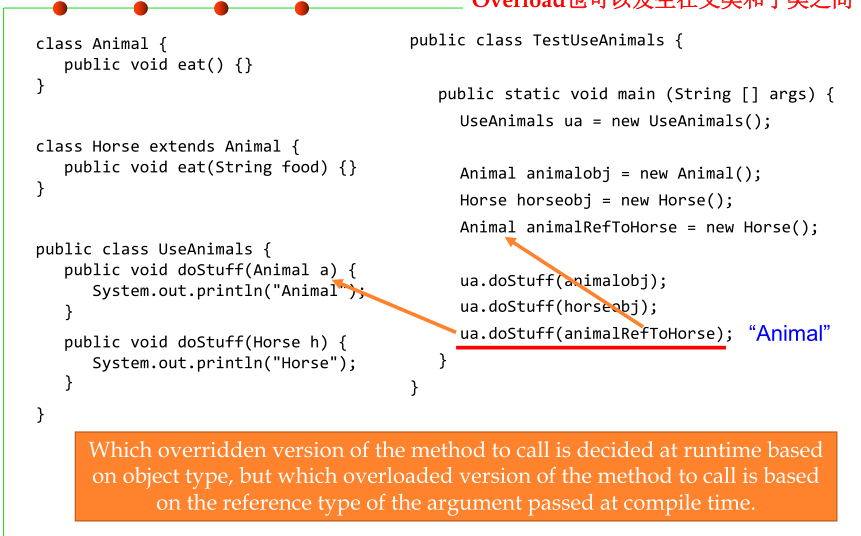 Overload也可以发生在父类和子类之间
class Animal {
public void eat() {}
}
class Horse extends Animal {
public void eat(String food) {}
}
public class UseAnimals {
public void doStuff(Animal a) {
System.out.println("Animal");
}
public void doStuff(Horse h) {
System.out.println("Horse");
}
}
public class TestUseAnimals {
public static void main (String [] args) {
UseAnimals ua = new UseAnimals();
Animal animalobj = new Animal();
Horse horseobj = new Horse();
Animal animalRefToHorse = new Horse();
ua.doStuff(animalobj);
ua.doStuff(horseobj);
ua.doStuff(animalRefToHorse); “Animal”
}
}
Which overridden version of the method to call is decided at runtime based
on object type, but which overloaded version of the method to call is based
on the reference type of the argument passed at compile time.